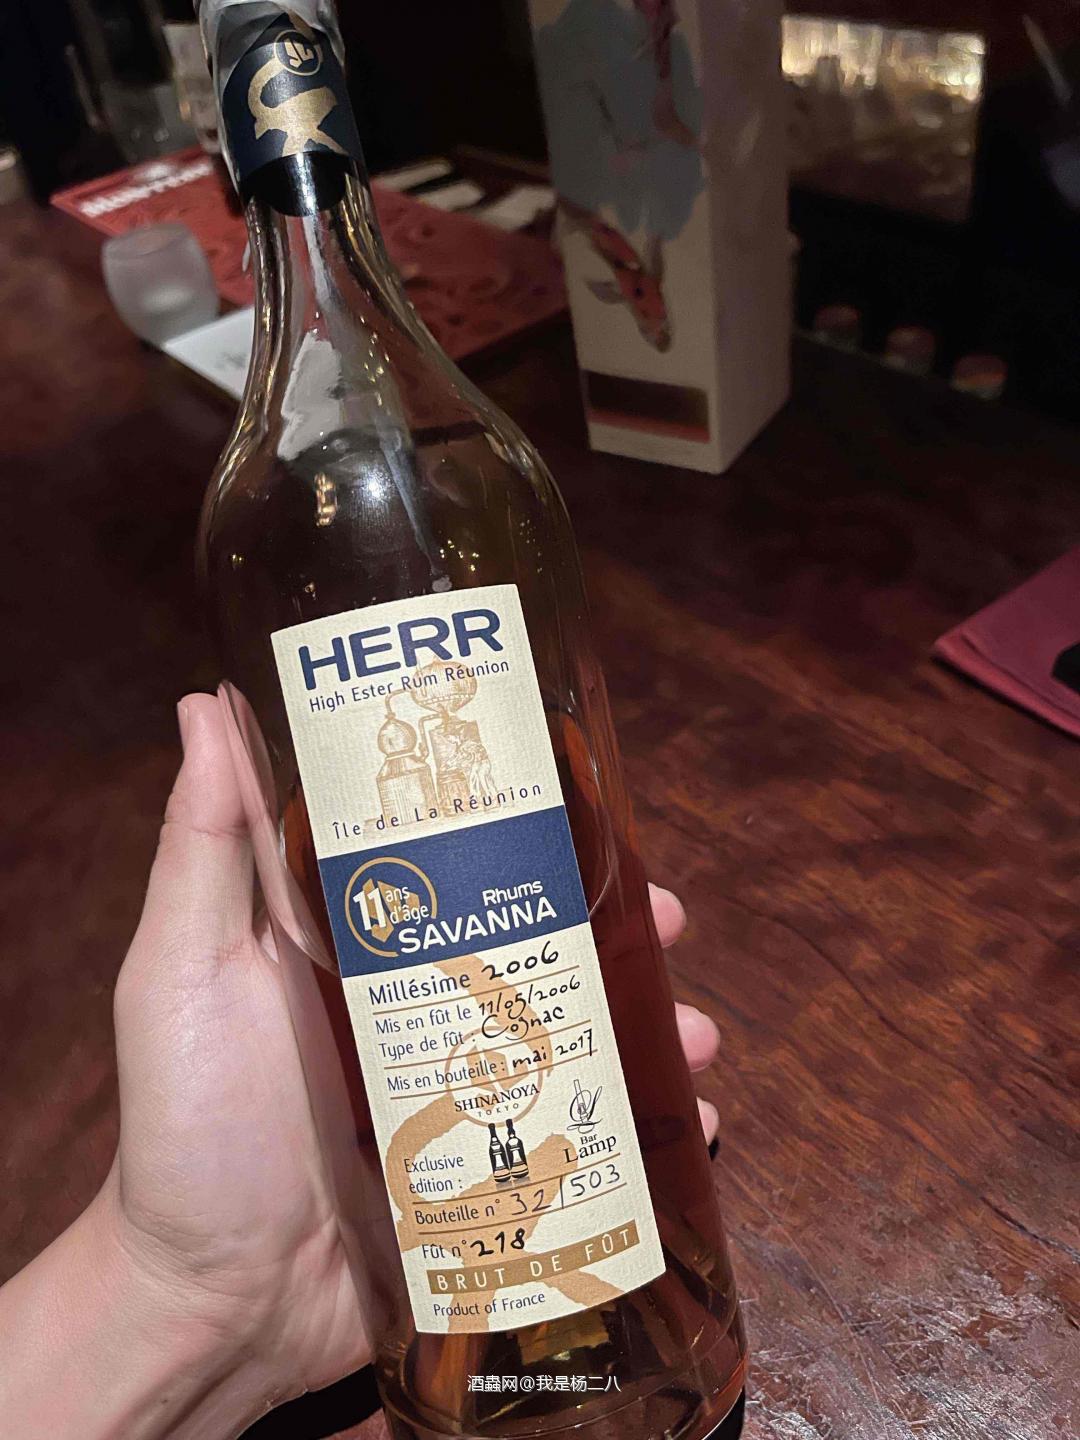 HERR
High Ester Rum Réunion
Île de La Réunion
11 ans d'âge
Rhums
SAVANNA
Millésime 2006
Mis en fût le 11/05/2006
Type de fût : Cognac
Mis en bouteille : mai 2017
SHINANOYA
TOKYO
Bar
Lamp
Exclusive
edition :
Bouteille n° 32/503
Fût n° 218
BRUT DE FÛT
Product of France
酒蟲网@我是杨二八